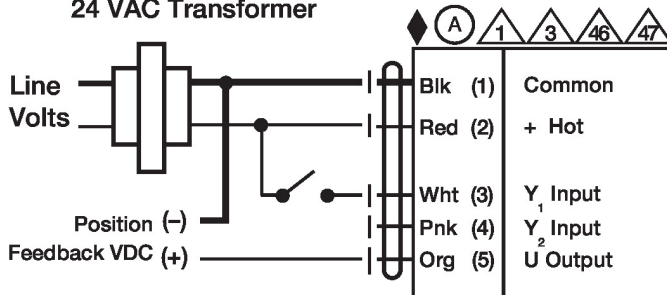 24 VAC Transformer
A 1 3 46 47
Line Volts
Blk (1) Common
Red (2) + Hot
Wht (3) Y1 Input
Position (–)
Pnk (4) Y2 Input
Feedback VDC (+)
Org (5) U Output